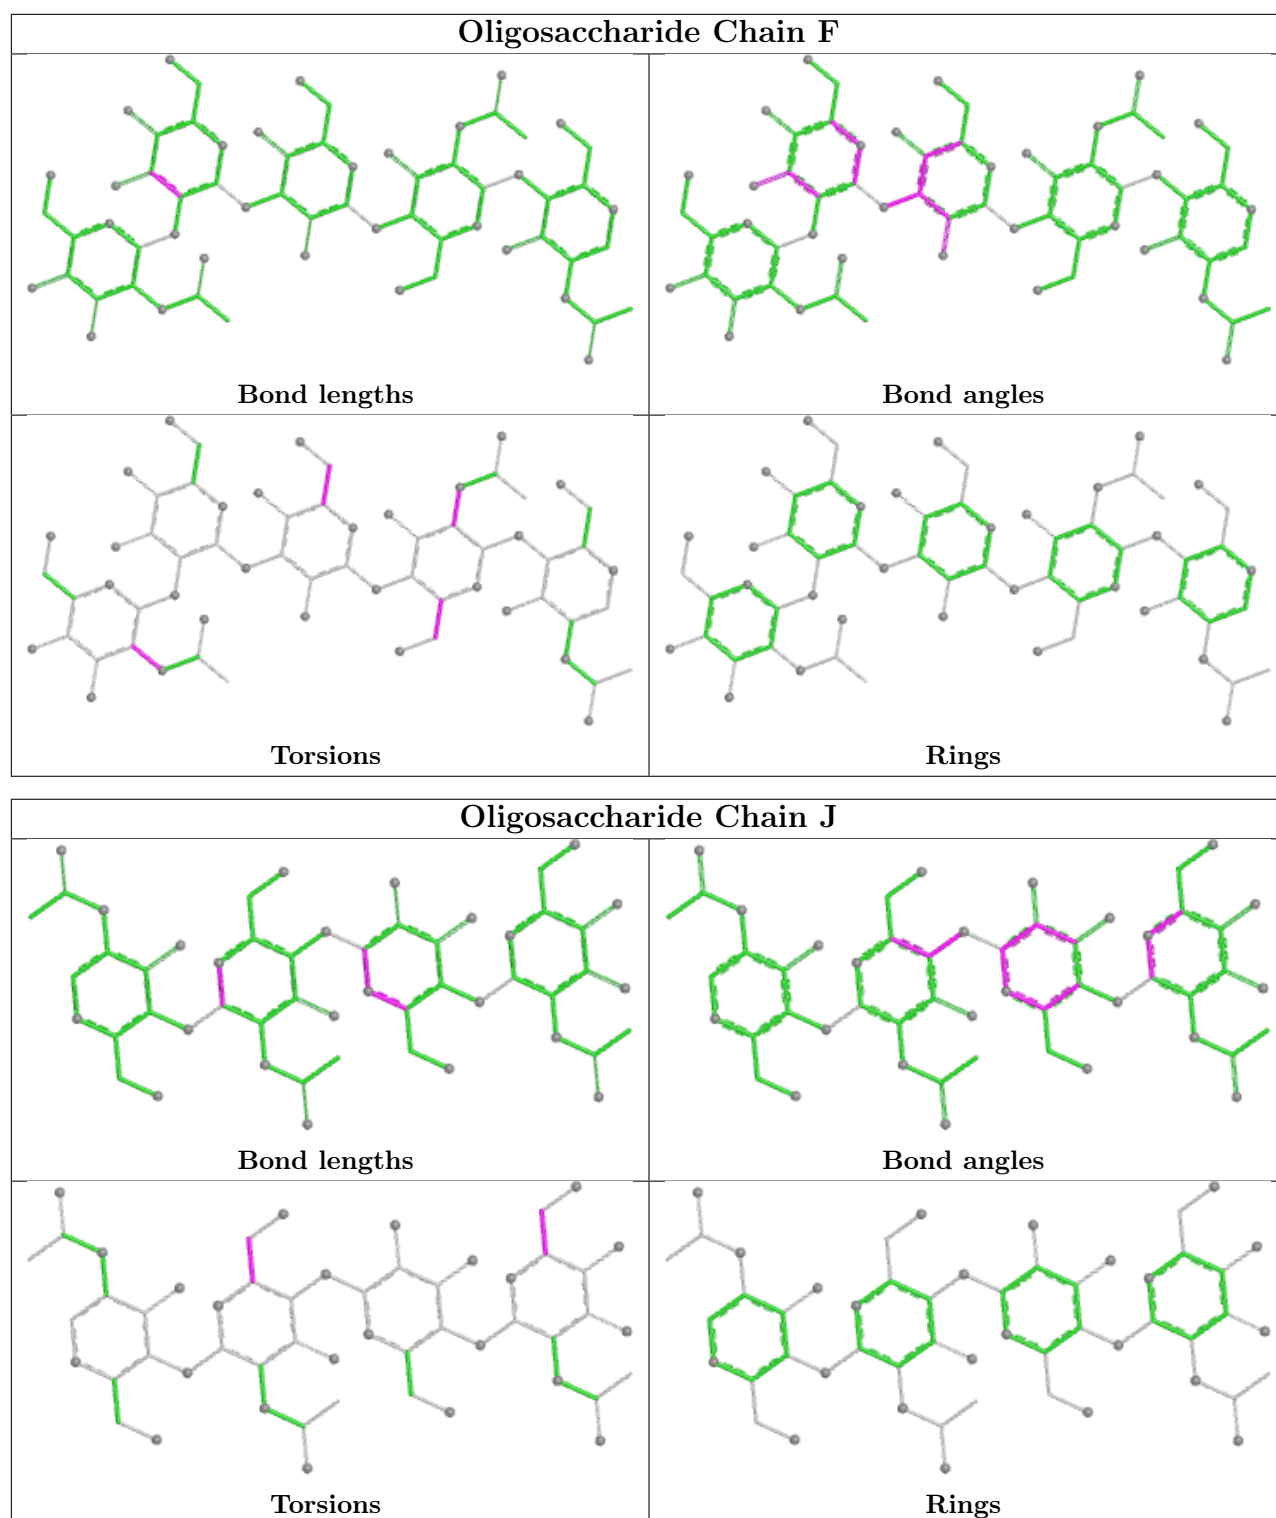 Oligosaccharide Chain F
Bond lengths
Bond angles
Torsions
Rings
Oligosaccharide Chain J
Bond lengths
Bond angles
Torsions
Rings